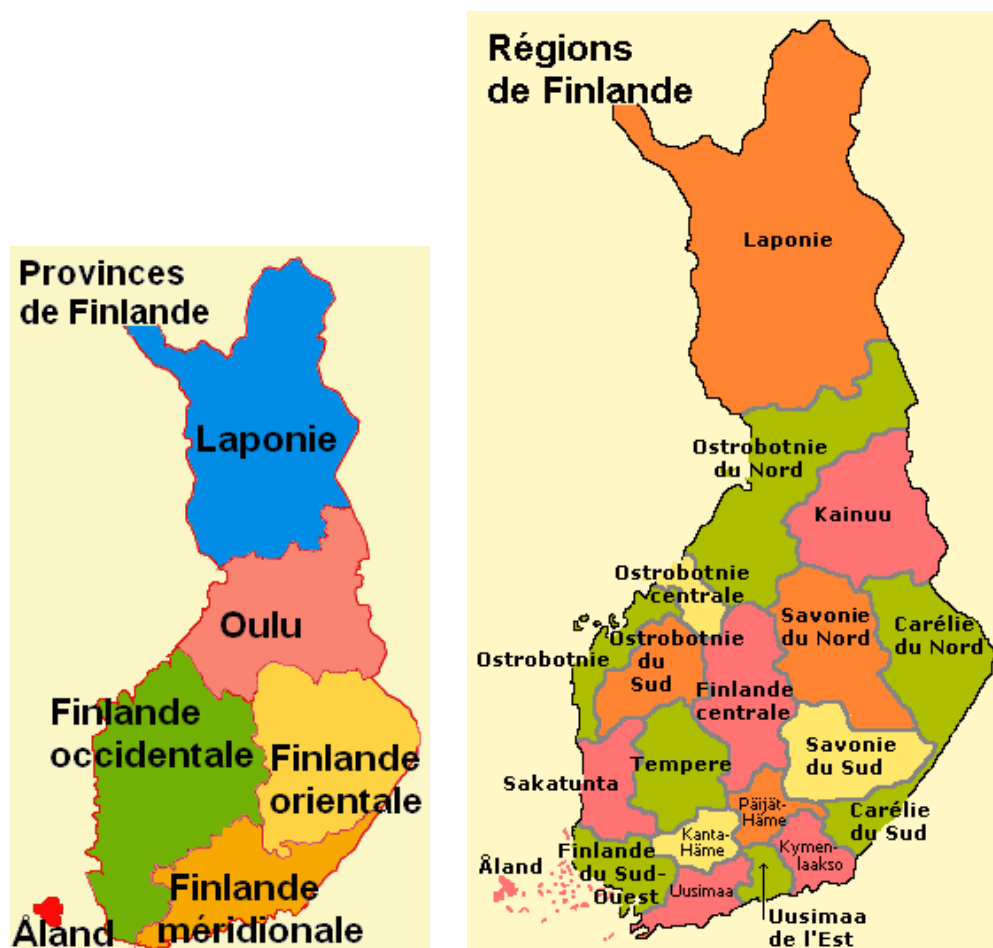 Provinces
de Finlande
Laponie
Oulu
Finlande
occidentale
Finlande
orientale
Finlande
méridionale
Åland
Régions
de Finlande
Laponie
Ostrobotnie
du Nord
Kainuu
Ostrobotnie
centrale
Savonie
du Nord
Carélie
du Nord
Ostrobotnie
Ostrobotnie
du
Sud
Finlande
centrale
Savonie
du Sud
Sakatunta
Tempere
Päijät-
Häme
Carélie
du Sud
Kanta-
Häme
Kymen-
laakso
Åland
Finlande
du Sud-
Ouest
Uusimaa
Uusimaa
de l'Est